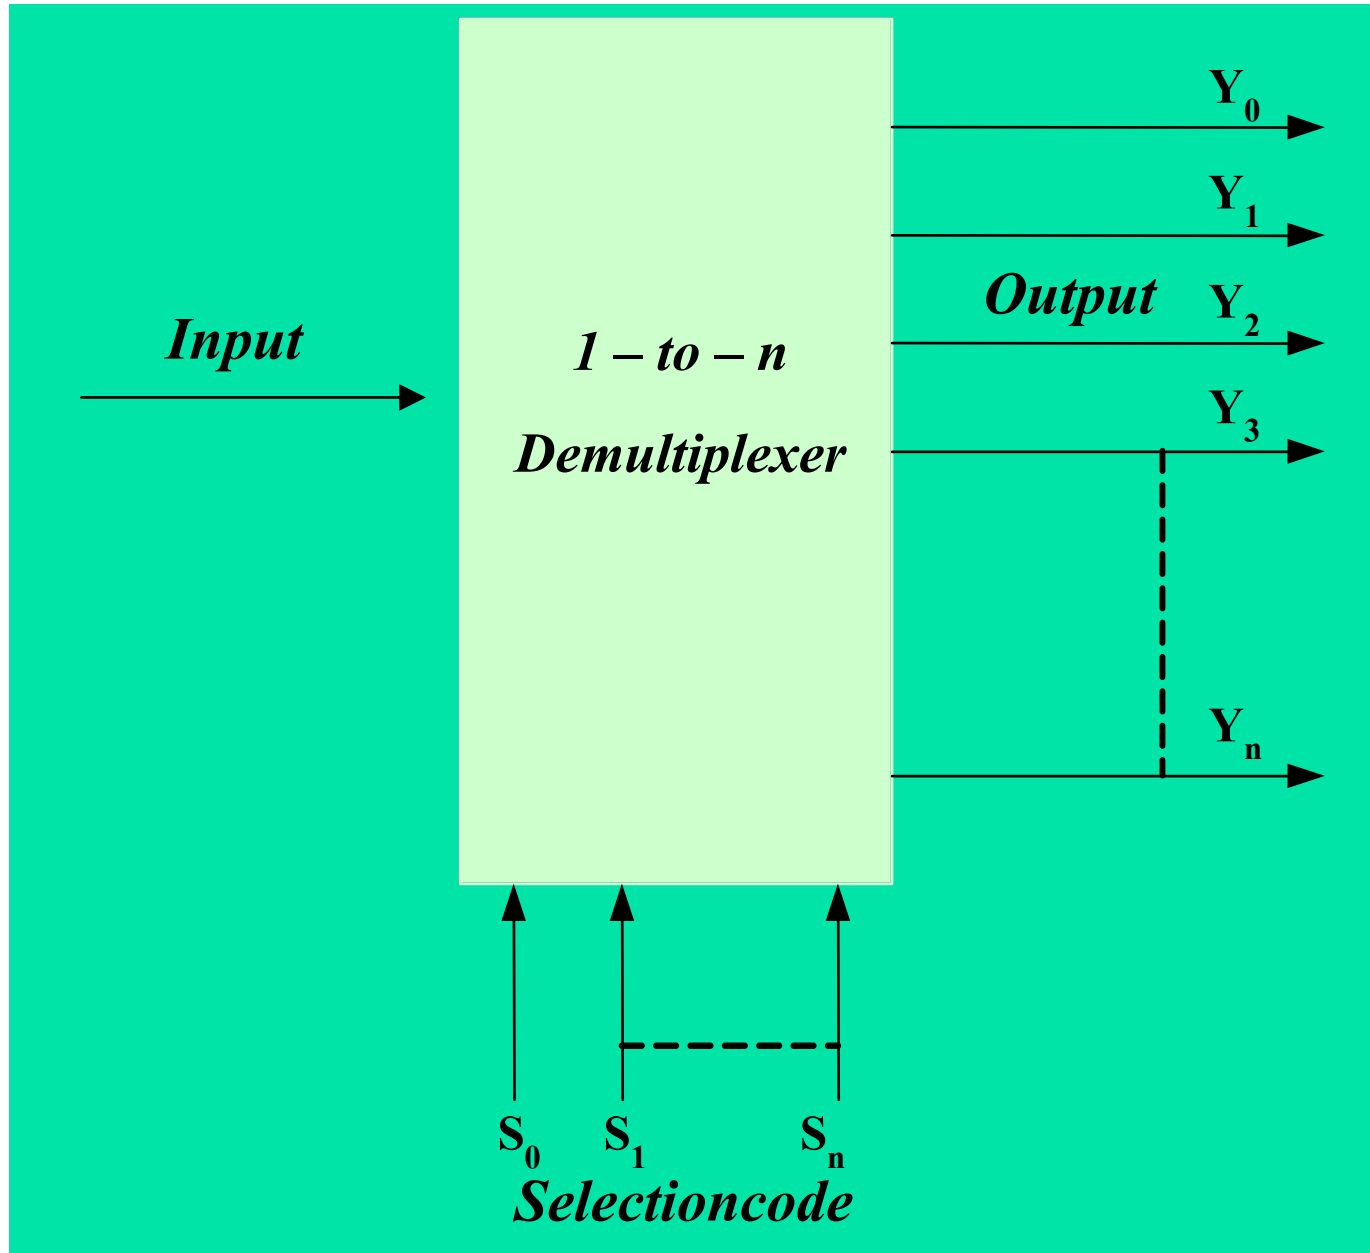 Y0
Y1
Output
Y2
Input
1 – to – n
Y3
Demultiplexer
Yn
S0 S1 Sn
Selectioncode